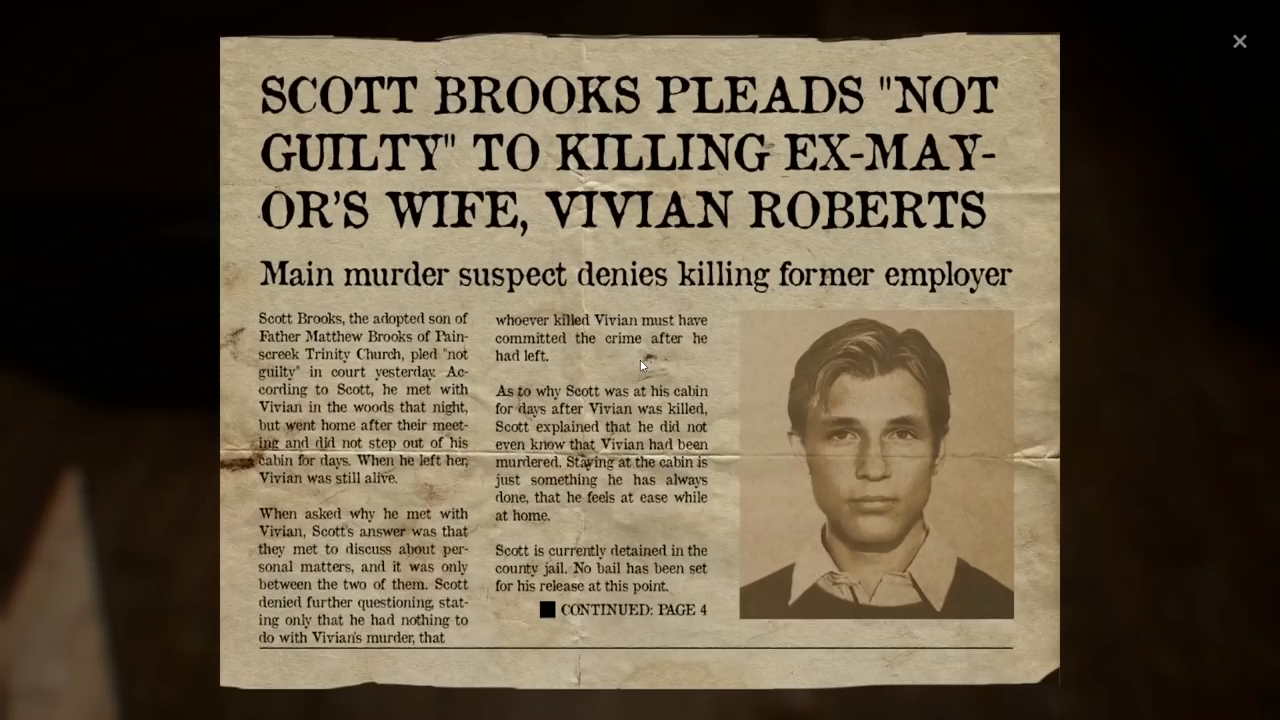 SCOTT BROOKS PLEADS "NOT
GUILTY" TO KILLING EX-MAY-
OR'S WIFE, VIVIAN ROBERTS
Main murder suspect denies killing former employer
Scott Brooks, the adopted son of
Father Matthew Brooks of Pain-
screek Trinity Church, pled "not
guilty" in court yesterday. Ac-
cording to Scott, he met with
Vivian in the woods that night,
but went home after their meet-
ing and did not step out of his
cabin for days. When he left her,
Vivian was still alive.
When asked why he met with
Vivian, Scott's answer was that
they met to discuss about per-
sonal matters, and it was only
between the two of them. Scott
denied further questioning, stat-
ing only that he had nothing to
do with Vivian's murder, that
whoever killed Vivian must have
committed the crime after he
had left.
As to why Scott was at his cabin
for days after Vivian was killed,
Scott explained that he did not
even know that Vivian had been
murdered. Staying at the cabin is
just something he has always
done, that he feels at ease while
at home.
Scott is currently detained in the
county jail. No bail has been set
for his release at this point.
CONTINUED: PAGE 4